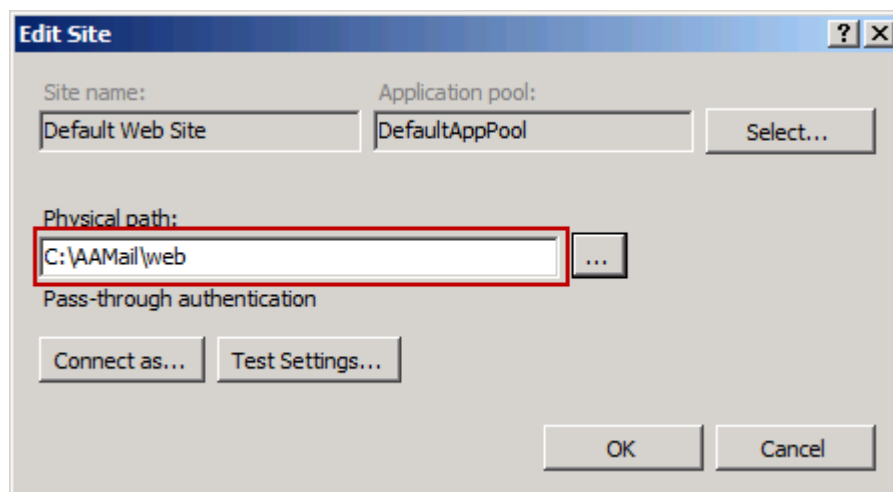 Edit Site
Site name: Application pool:
Default Web Site DefaultAppPool Select...
Physical path:
C:\AAMail\web ...
Pass-through authentication
Connect as... Test Settings...
OK Cancel